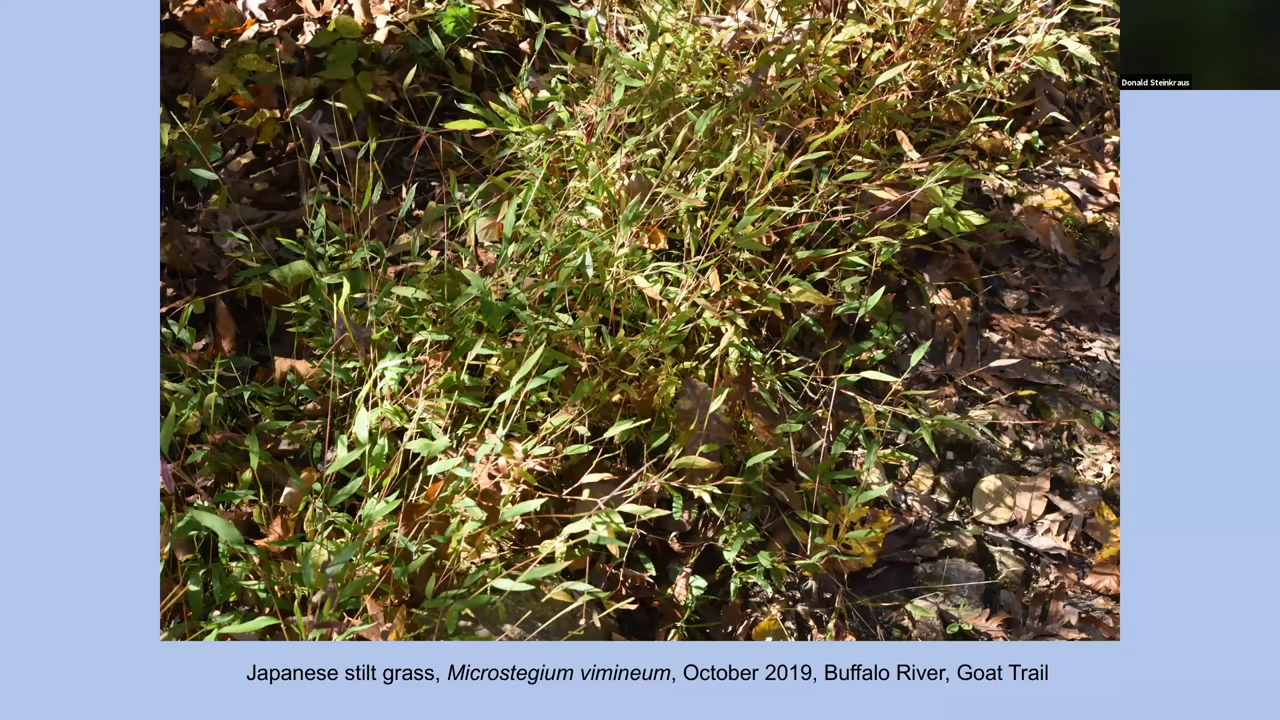 Donald Steinkraus
Japanese stilt grass, Microstegium vimineum, October 2019, Buffalo River, Goat Trail